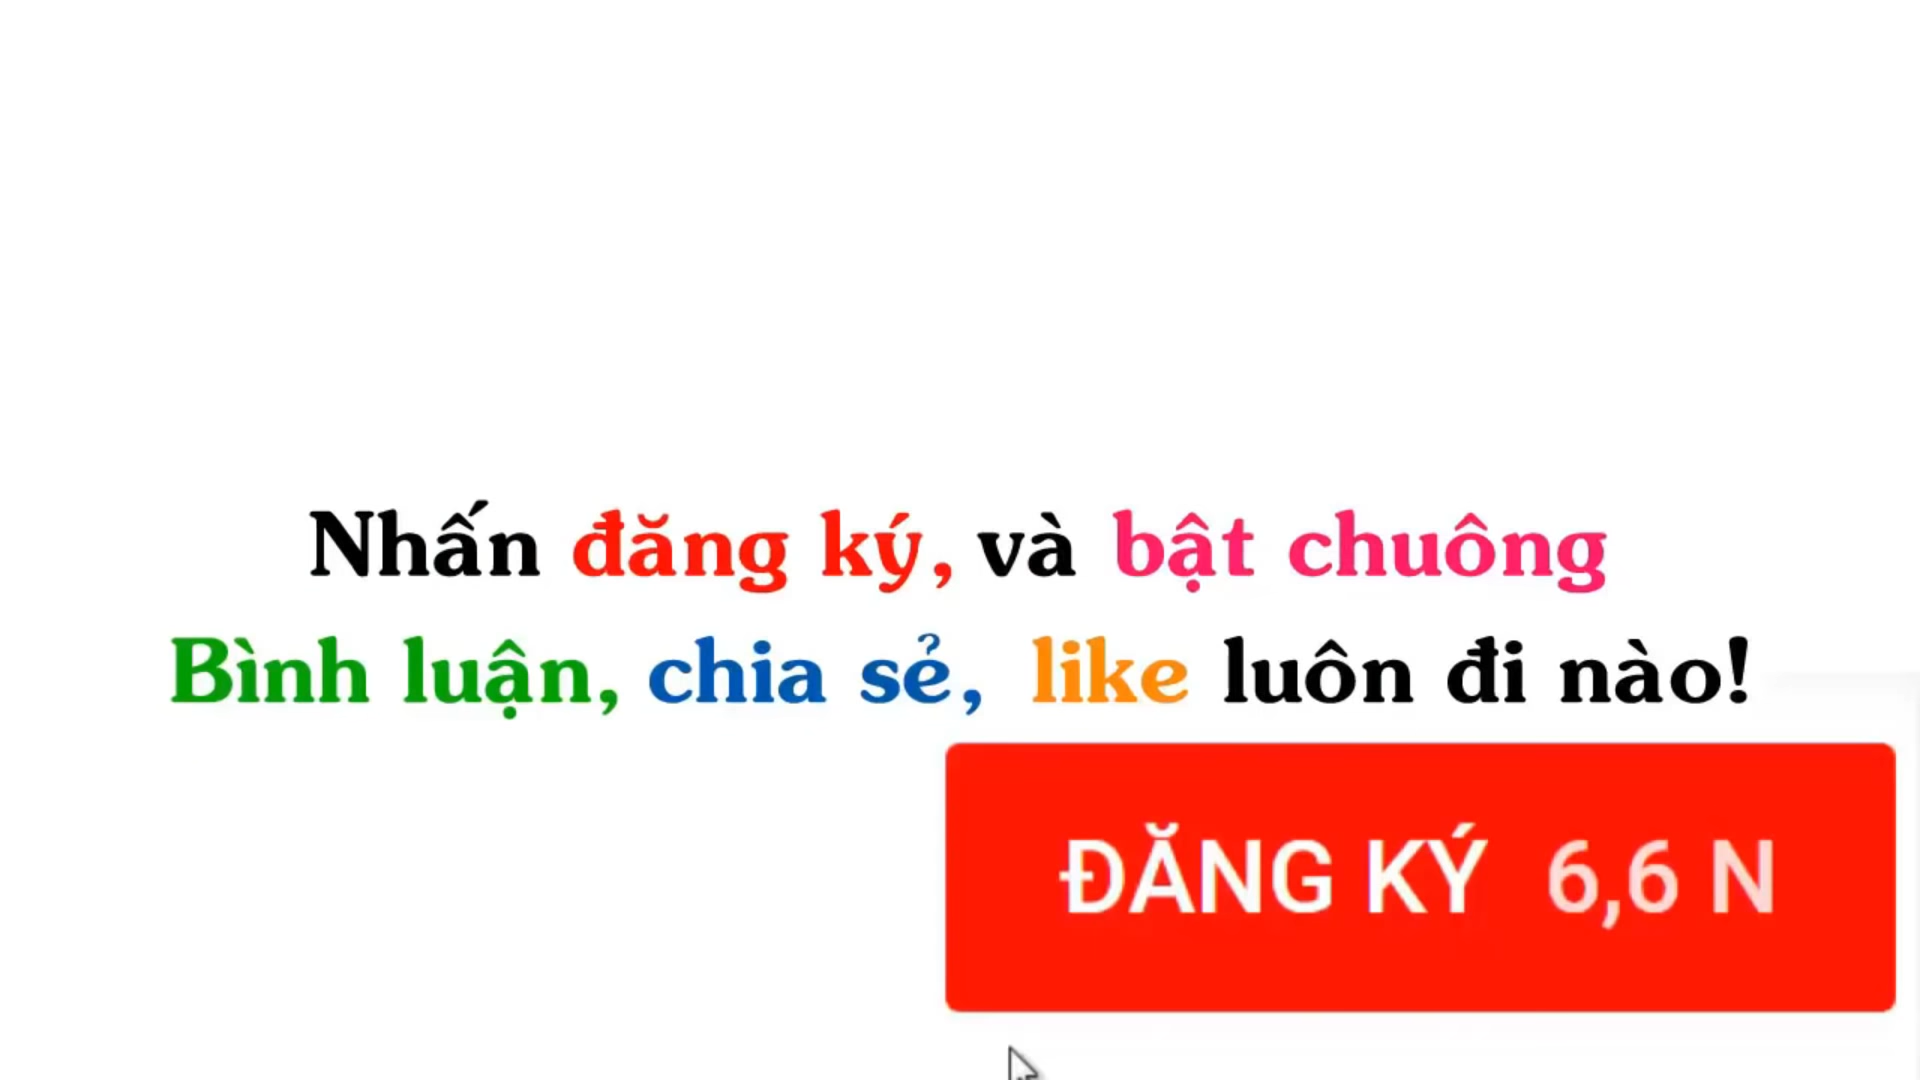 Nhấn đăng ký, và bật chuông
Bình luận, chia sẻ, like luôn đi nào!
ĐĂNG KÝ 6,6 N